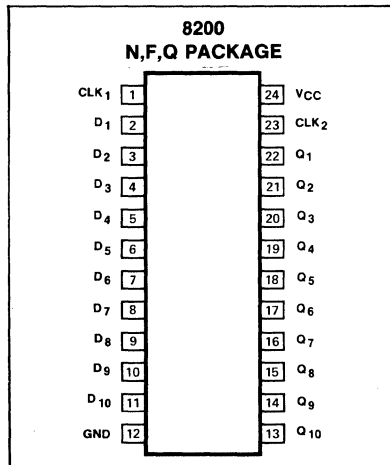 8200
N,F,Q PACKAGE
CLK1 1 24 VCC
D1 2 23 CLK2
D2 3 22 Q1
D3 4 21 Q2
D4 5 20 Q3
D5 6 19 Q4
D6 7 18 Q5
D7 8 17 Q6
D8 9 16 Q7
D9 10 15 Q8
D10 11 14 Q9
GND 12 13 Q10